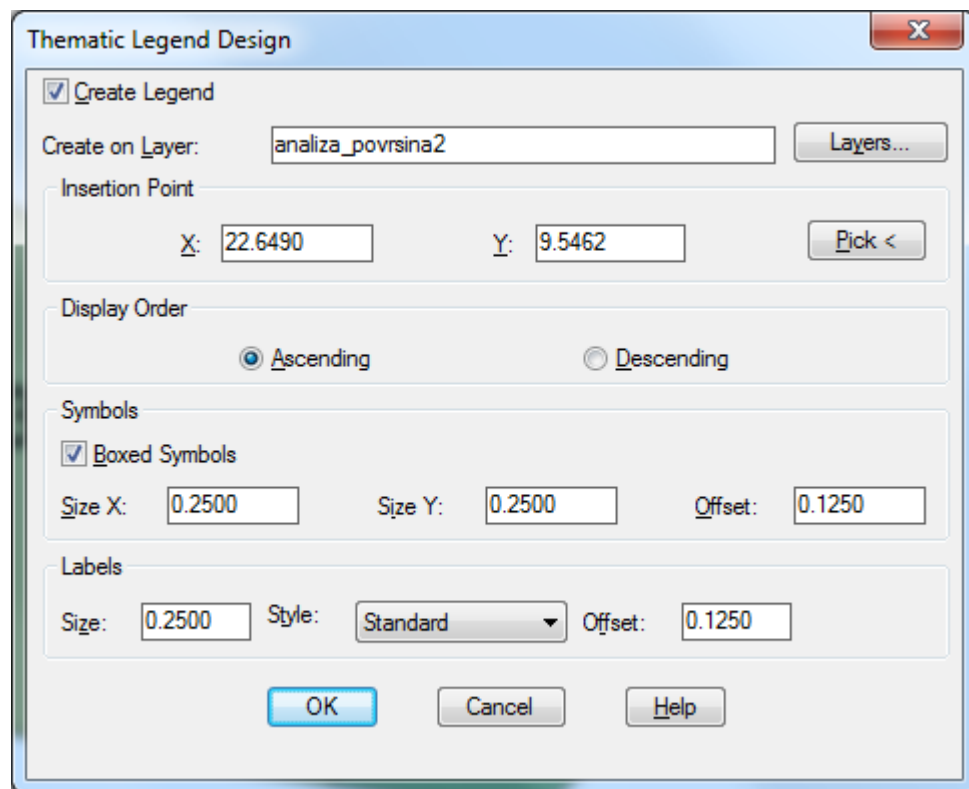 Thematic Legend Design
Create Legend
Create on Layer: analiza_povrsina2 Layers...
Insertion Point
X: 22.6490 Y: 9.5462 Pick <
Display Order
Ascending Descending
Symbols
Boxed Symbols
Size X: 0.2500 Size Y: 0.2500 Offset: 0.1250
Labels
Size: 0.2500 Style: Standard Offset: 0.1250
OK Cancel Help